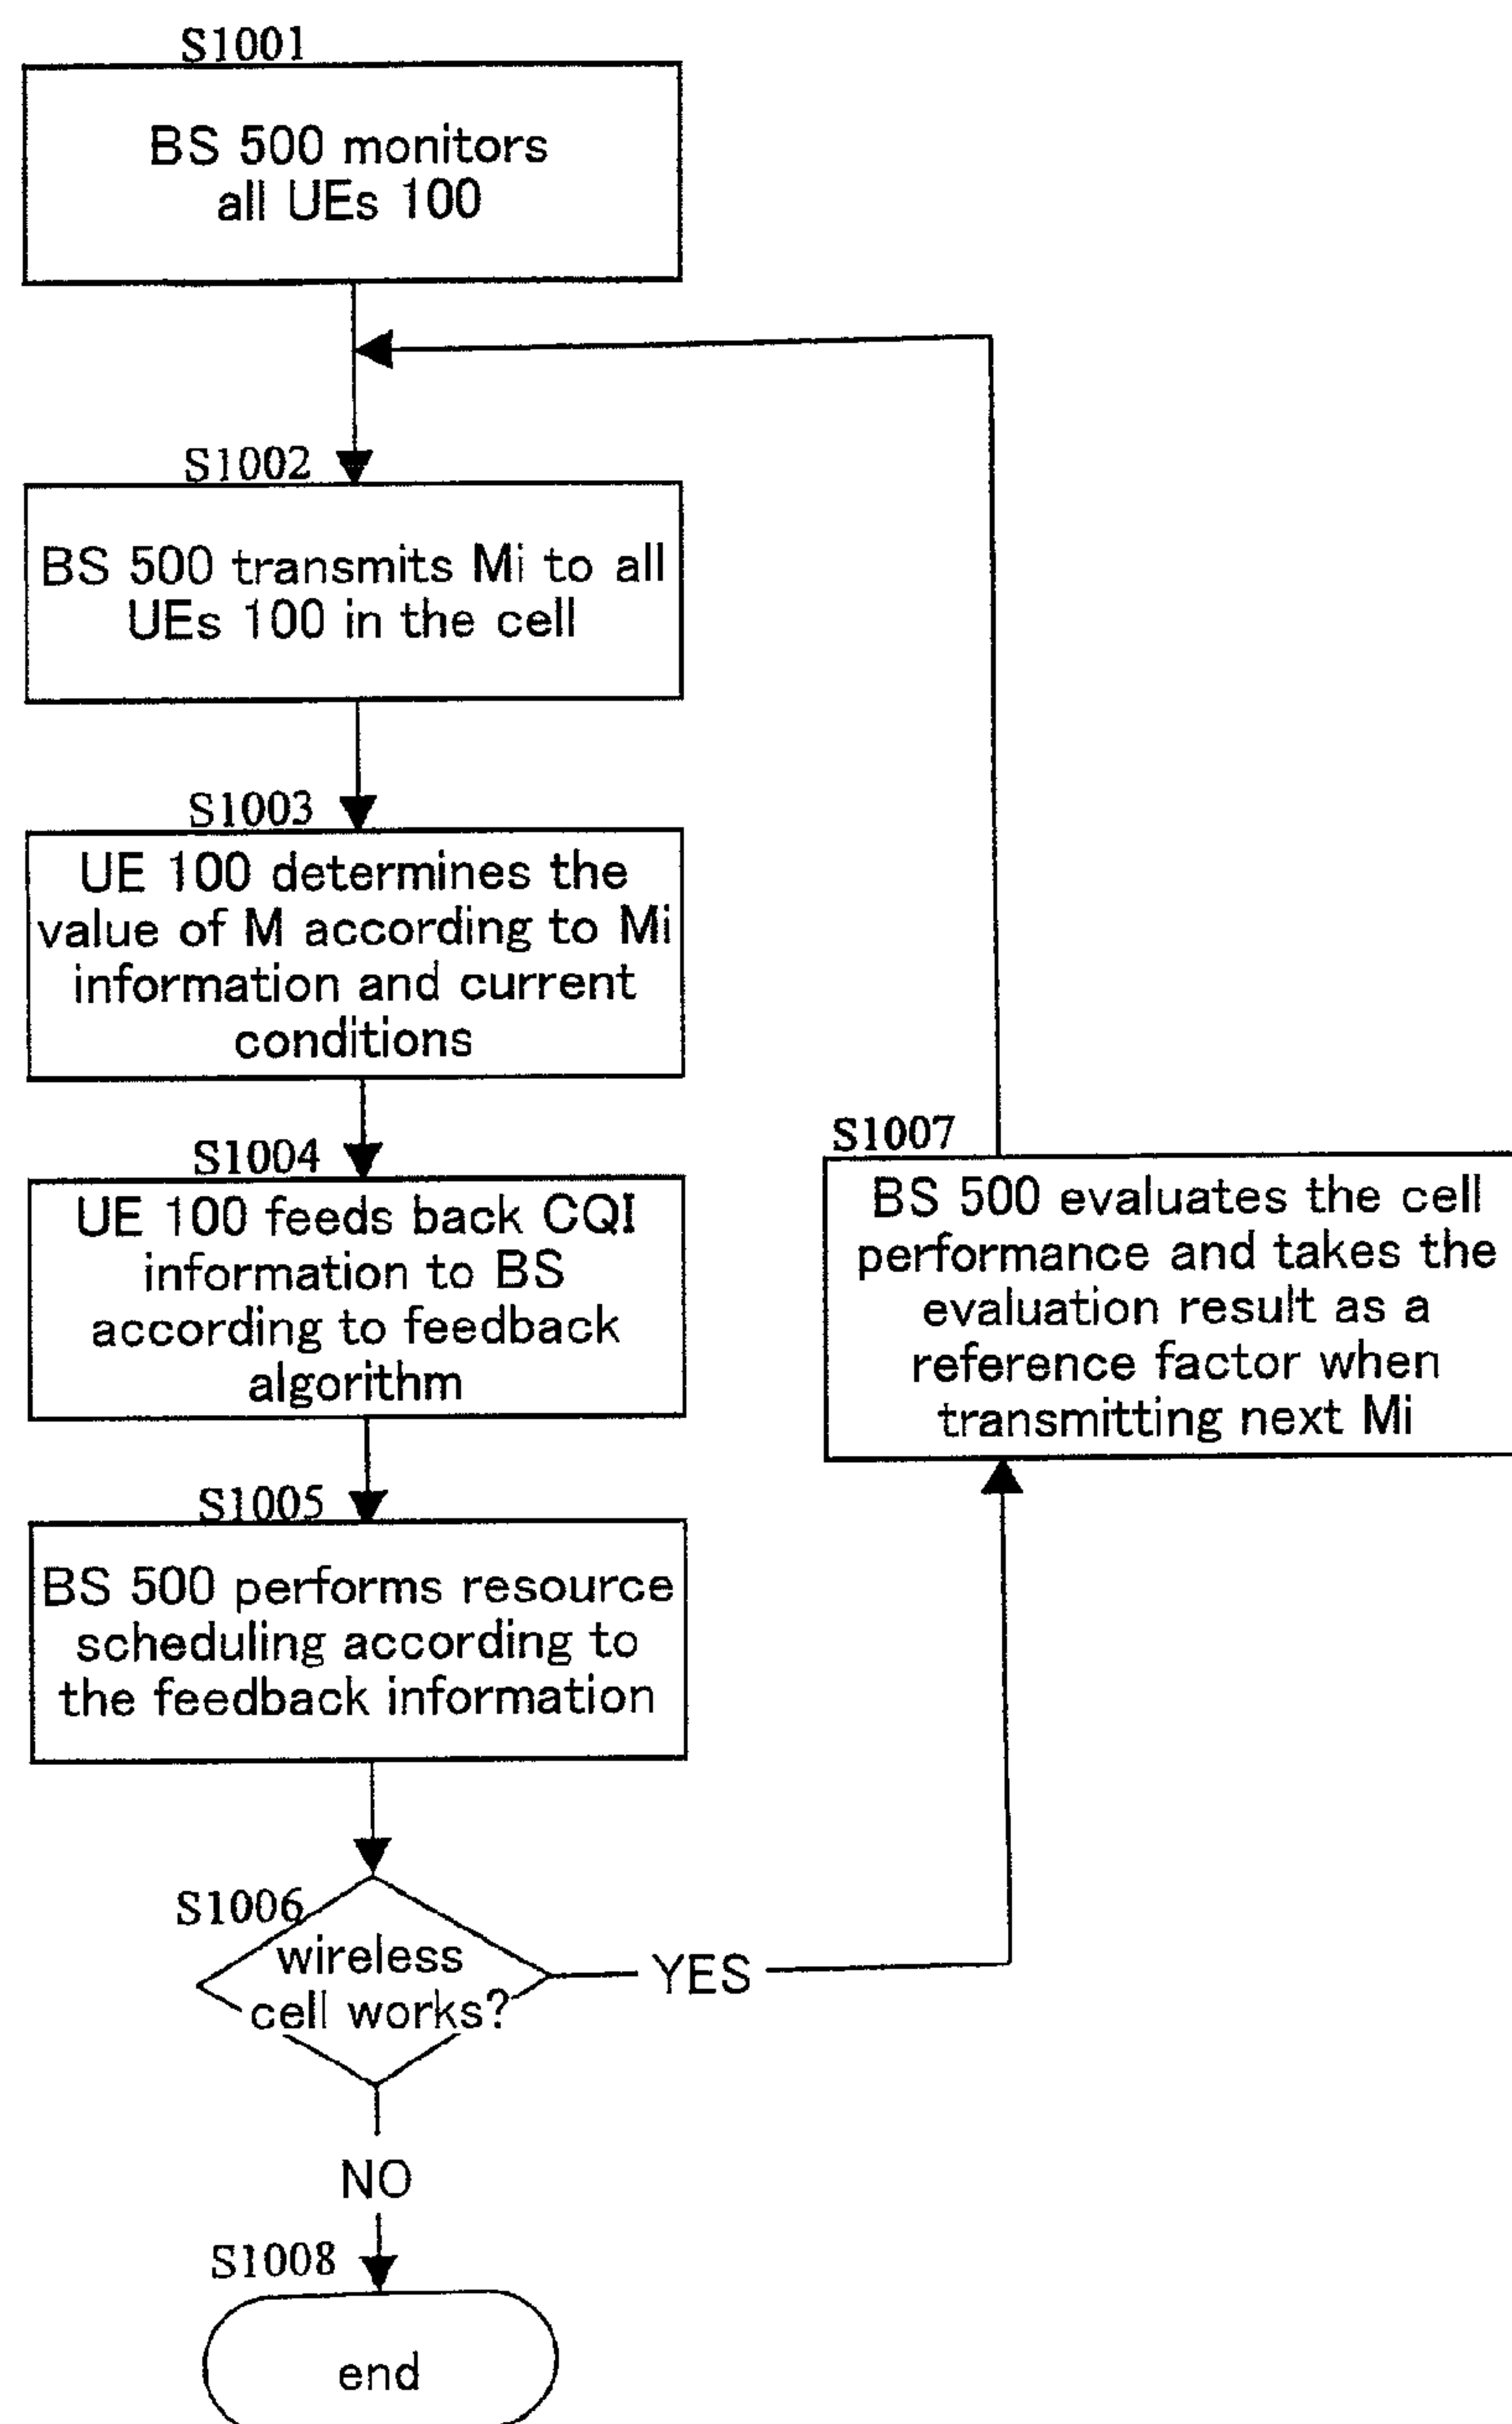 S1001
BS 500 monitors
all UEs 100
S1002
BS 500 transmits Mi to all
UEs 100 in the cell
S1003
UE 100 determines the
value of M according to Mi
information and current
conditions
S1004
UE 100 feeds back CQI
information to BS
according to feedback
algorithm
S1007
BS 500 evaluates the cell
performance and takes the
evaluation result as a
reference factor when
transmitting next Mi
S1005
BS 500 performs resource
scheduling according to
the feedback information
S1006
wireless
cell works?
YES
NO
S1008
end